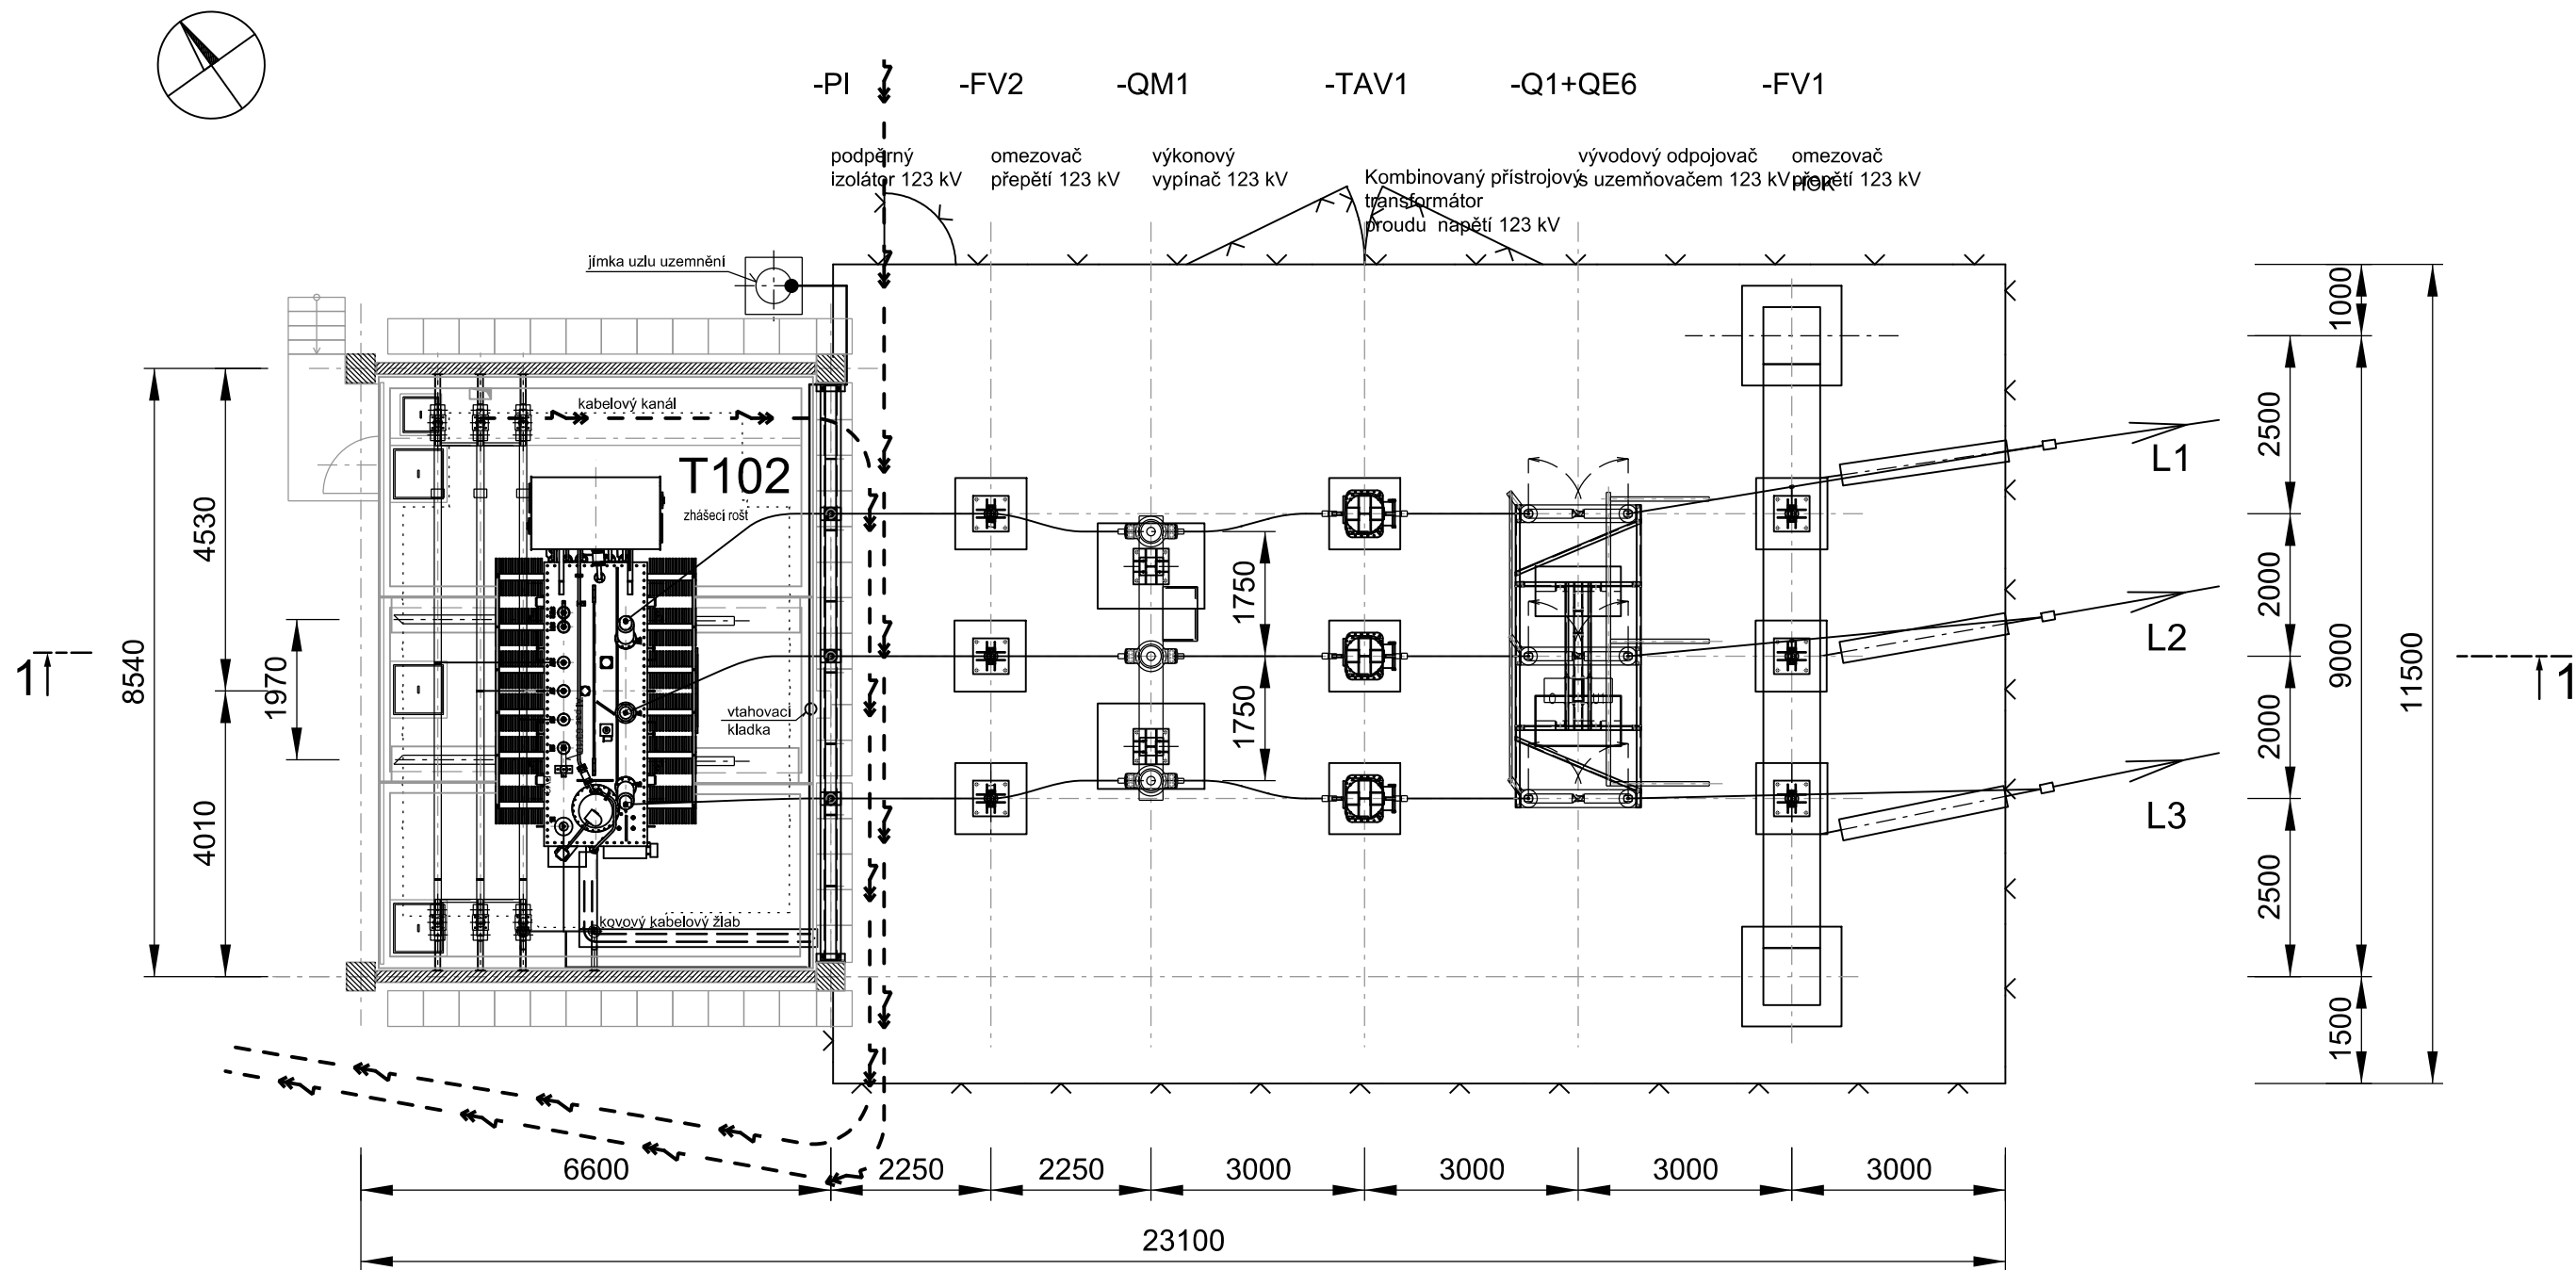 -PI
-FV2
-QM1
-TAV1
-Q1+QE6
-FV1
podpěrný
izolátor 123 kV
omezovač
přepětí 123 kV
výkonový
vypínač 123 kV
Kombinovaný přístrojový
transformátor
proudu  napětí 123 kV
vývodový odpojovač
s uzemňovačem 123 kV
omezovač
přepětí 123 kV
HOK
jímka uzlu uzemnění
kabelový kanál
T102
zhášecí rošt
vtahovací
kladka
kovový kabelový žlab
L1
L2
L3
1
1
8540
4530
4010
1970
1750
1750
1000
2500
2000
2000
2500
1500
9000
11500
6600
2250
2250
3000
3000
3000
3000
23100